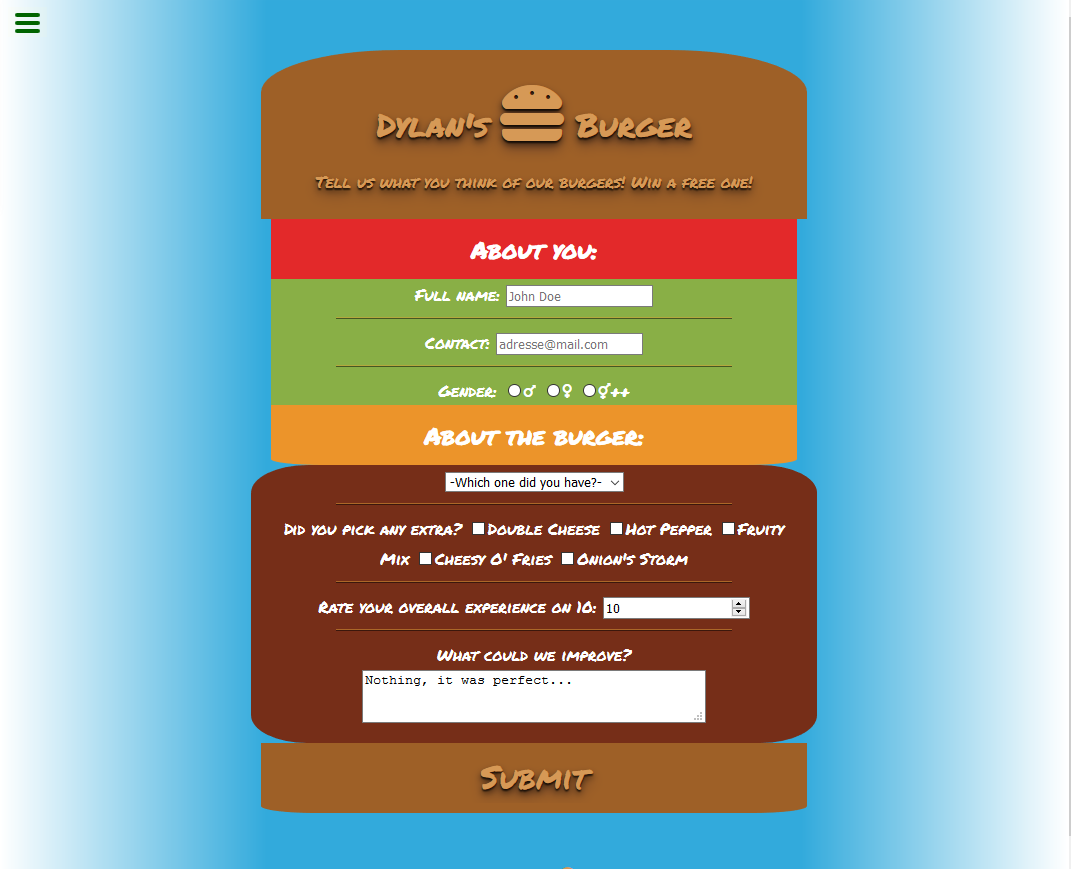 Dylan's Burger
Tell us what you think of our burgers! Win a free one!
About you:
Full name: John Doe
Contact: adresse@mail.com
Gender: ♂ ♀ ⚥++
About the burger:
-Which one did you have?-
Did you pick any extra? Double Cheese Hot Pepper Fruity
Mix Cheesy O' Fries Onion's Storm
Rate your overall experience on 10: 10
What could we improve?
Nothing, it was perfect...
Submit